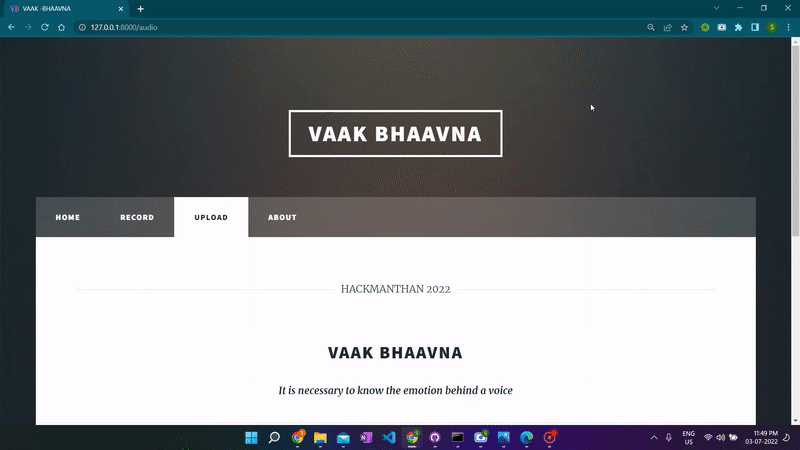 VAAK -BHAAVNA
127.0.0.1:8000/audio
VAAK BHAAVNA
HOME RECORD UPLOAD ABOUT
HACKMANTHAN 2022
VAAK BHAAVNA
It is necessary to know the emotion behind a voice
ENG
US
11:49 PM
03-07-2022